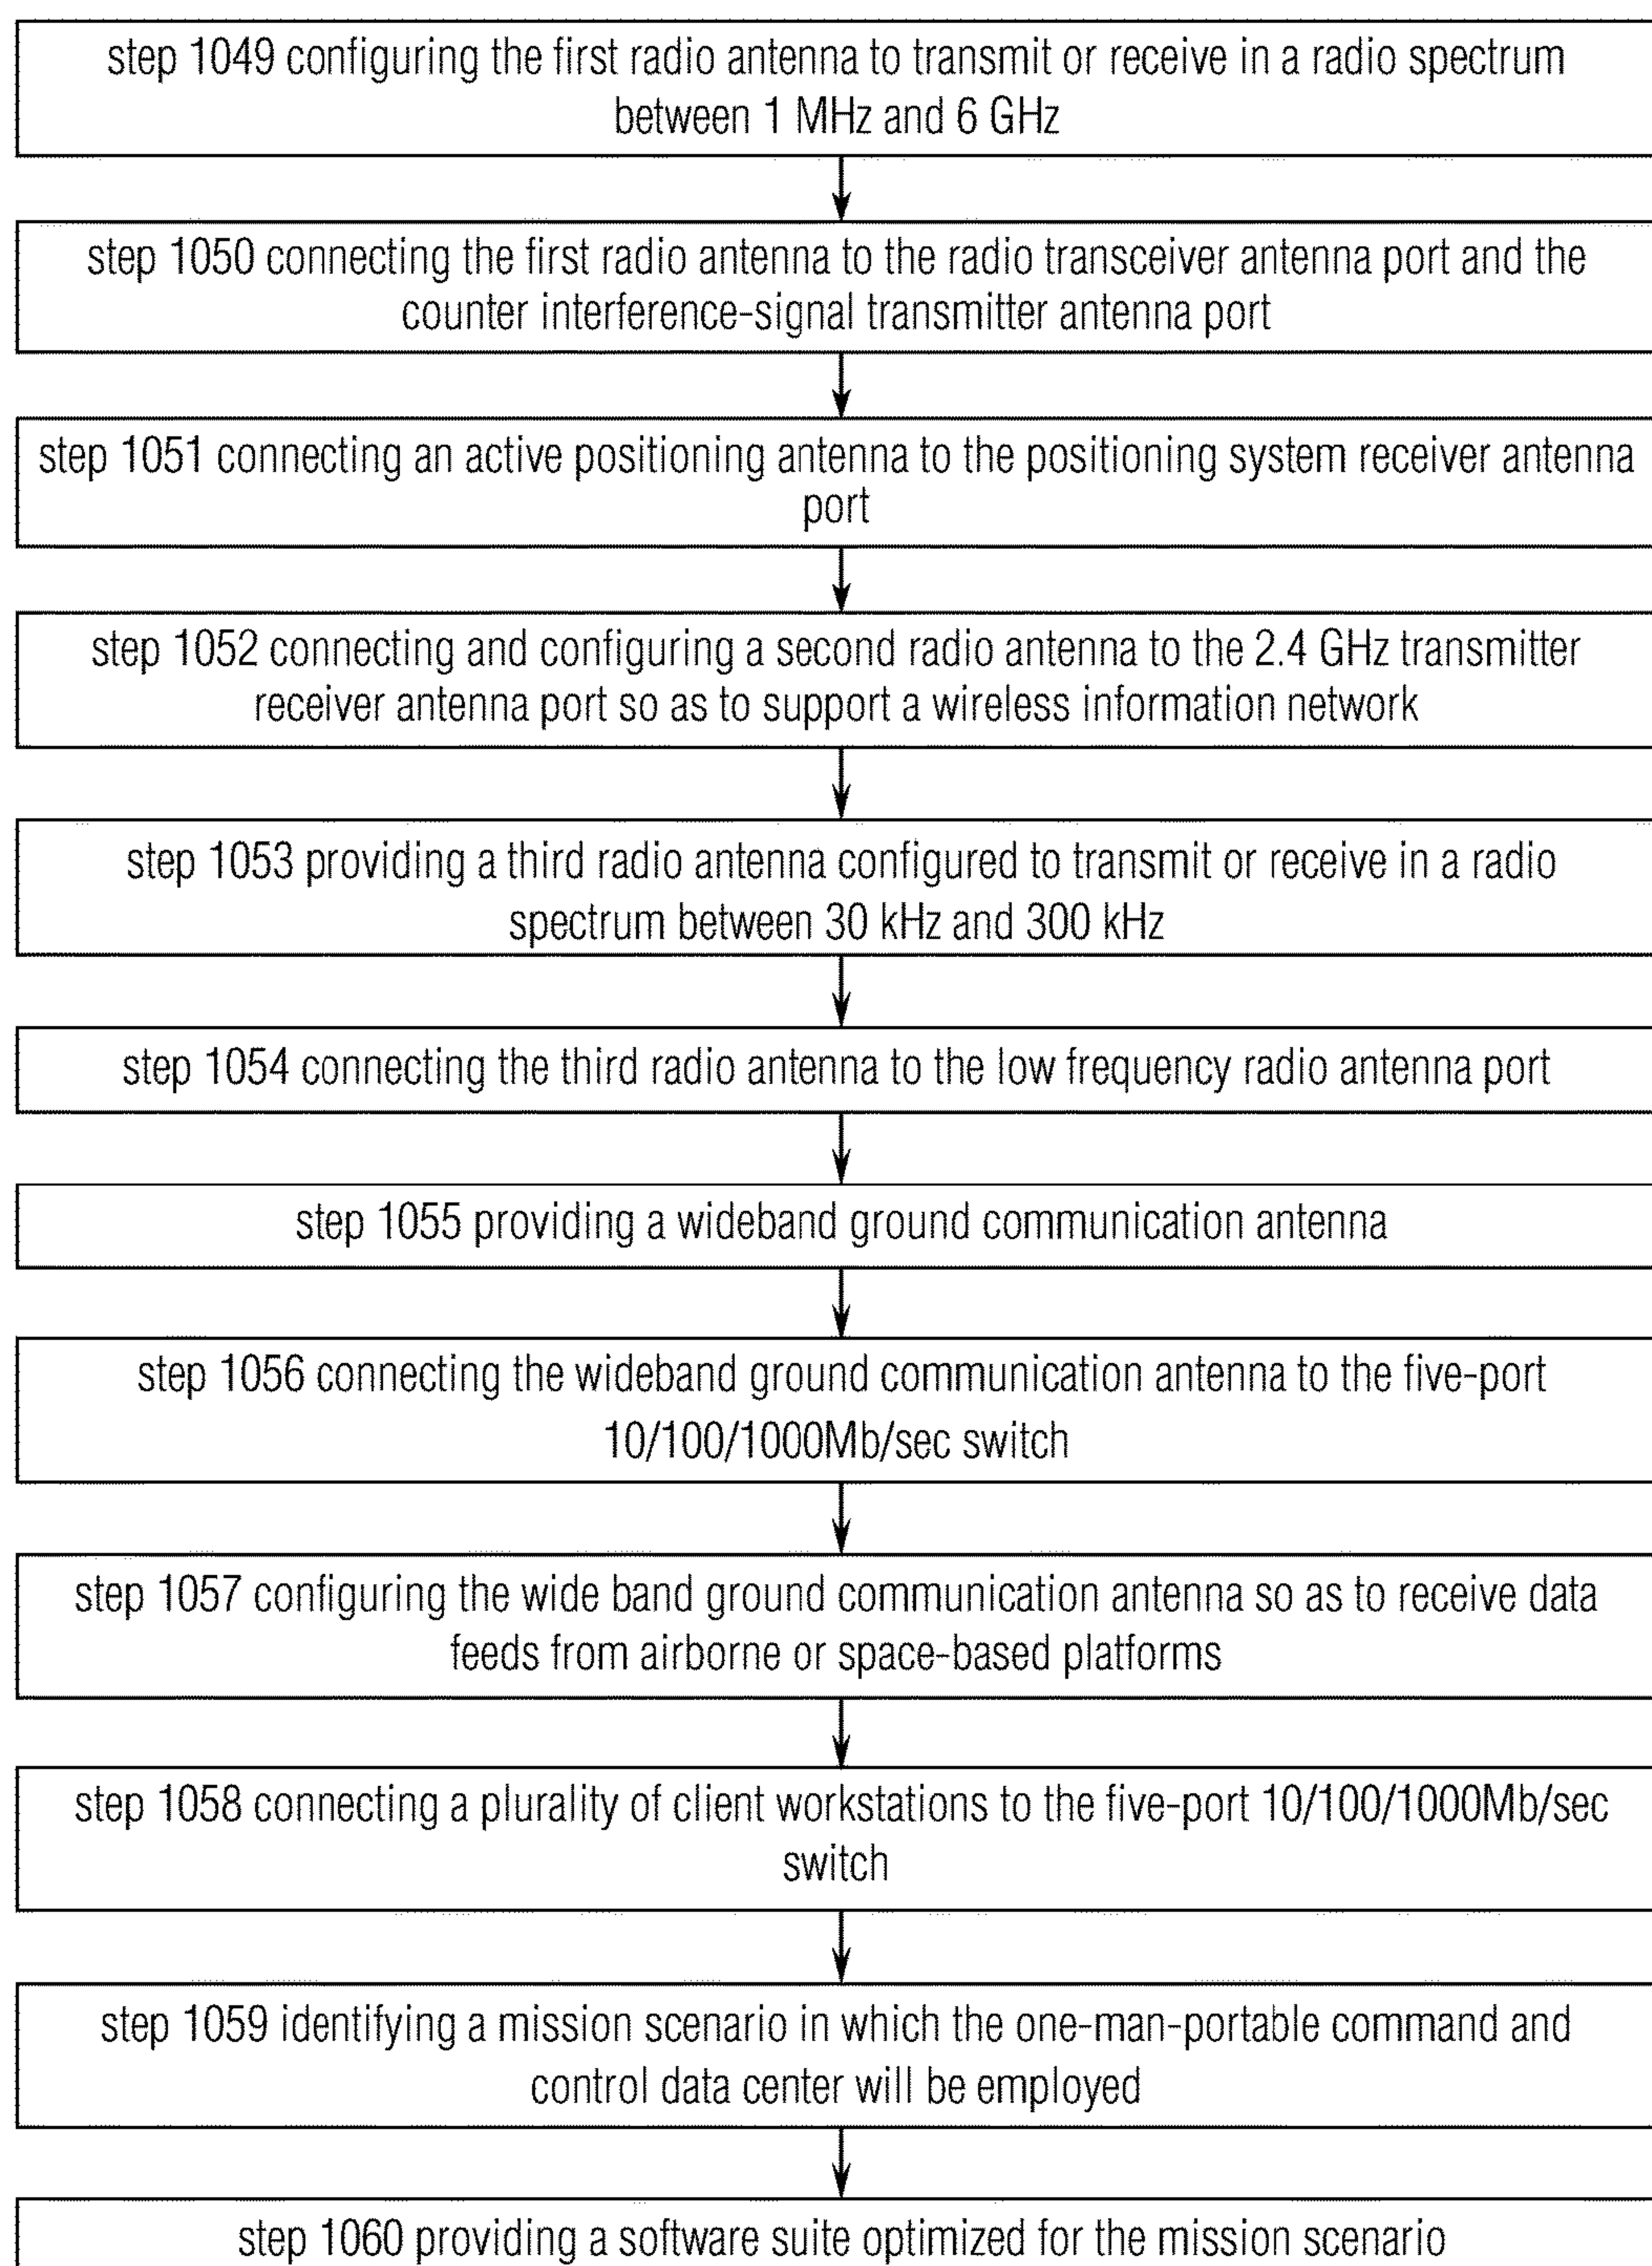 step 1049 configuring the first radio antenna to transmit or receive in a radio spectrum
between 1 MHz and 6 GHz
step 1050 connecting the first radio antenna to the radio transceiver antenna port and the
counter interference-signal transmitter antenna port
step 1051 connecting an active positioning antenna to the positioning system receiver antenna
port
step 1052 connecting and configuring a second radio antenna to the 2.4 GHz transmitter
receiver antenna port so as to support a wireless information network
step 1053 providing a third radio antenna configured to transmit or receive in a radio
spectrum between 30 kHz and 300 kHz
step 1054 connecting the third radio antenna to the low frequency radio antenna port
step 1055 providing a wideband ground communication antenna
step 1056 connecting the wideband ground communication antenna to the five-port
10/100/1000Mb/sec switch
step 1057 configuring the wide band ground communication antenna so as to receive data
feeds from airborne or space-based platforms
step 1058 connecting a plurality of client workstations to the five-port 10/100/1000Mb/sec
switch
step 1059 identifying a mission scenario in which the one-man-portable command and
control data center will be employed
step 1060 providing a software suite optimized for the mission scenario